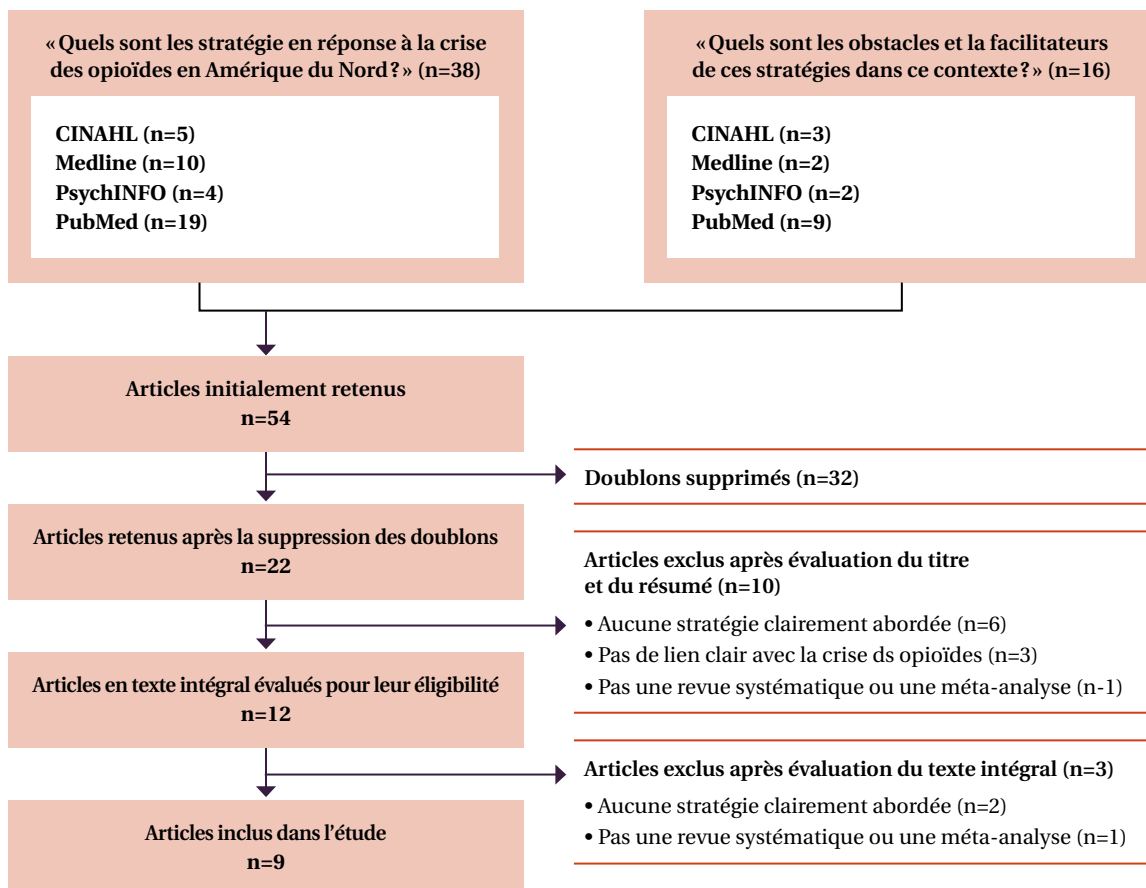 « Quels sont les stratégie en réponse à la crise
des opioïdes en Amérique du Nord ? » (n=38)
CINAHL (n=5)
Medline (n=10)
PsychINFO (n=4)
PubMed (n=19)
« Quels sont les obstacles et la facilitateurs
de ces stratégies dans ce contexte ? » (n=16)
CINAHL (n=3)
Medline (n=2)
PsychINFO (n=2)
PubMed (n=9)
Articles initialement retenus
n=54
Doublons supprimés (n=32)
Articles retenus après la suppression des doublons
n=22
Articles exclus après évaluation du titre
et du résumé (n=10)
• Aucune stratégie clairement abordée (n=6)
• Pas de lien clair avec la crise ds opioïdes (n=3)
• Pas une revue systématique ou une méta-analyse (n-1)
Articles en texte intégral évalués pour leur éligibilité
n=12
Articles exclus après évaluation du texte intégral (n=3)
• Aucune stratégie clairement abordée (n=2)
• Pas une revue systématique ou une méta-analyse (n=1)
Articles inclus dans l’étude
n=9